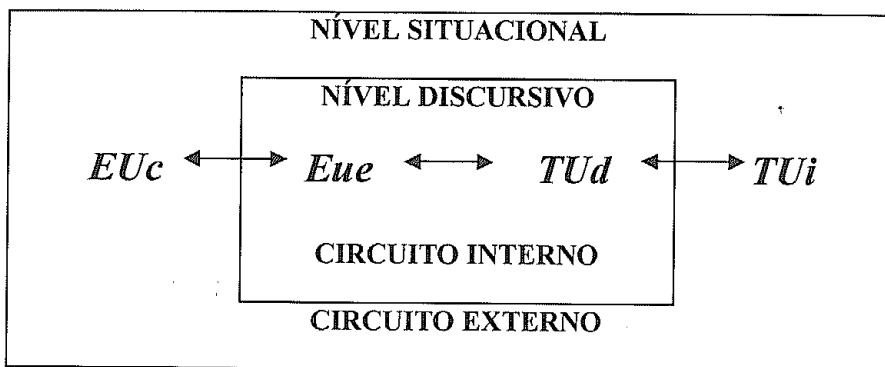 NÍVEL SITUACIONAL
NÍVEL DISCURSIVO
EUc Eue TUd TUi
CIRCUITO INTERNO
CIRCUITO EXTERNO